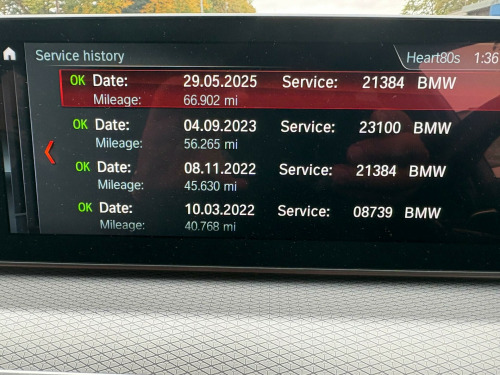 Service history
Heart80s 1:36
OK Date: 29.05.2025 Service: 21384 BMW
Mileage: 66.902 mi
OK Date: 04.09.2023 Service: 23100 BMW
Mileage: 56.265 mi
OK Date: 08.11.2022 Service: 21384 BMW
Mileage: 45.630 mi
OK Date: 10.03.2022 Service: 08739 BMW
Mileage: 40.768 mi